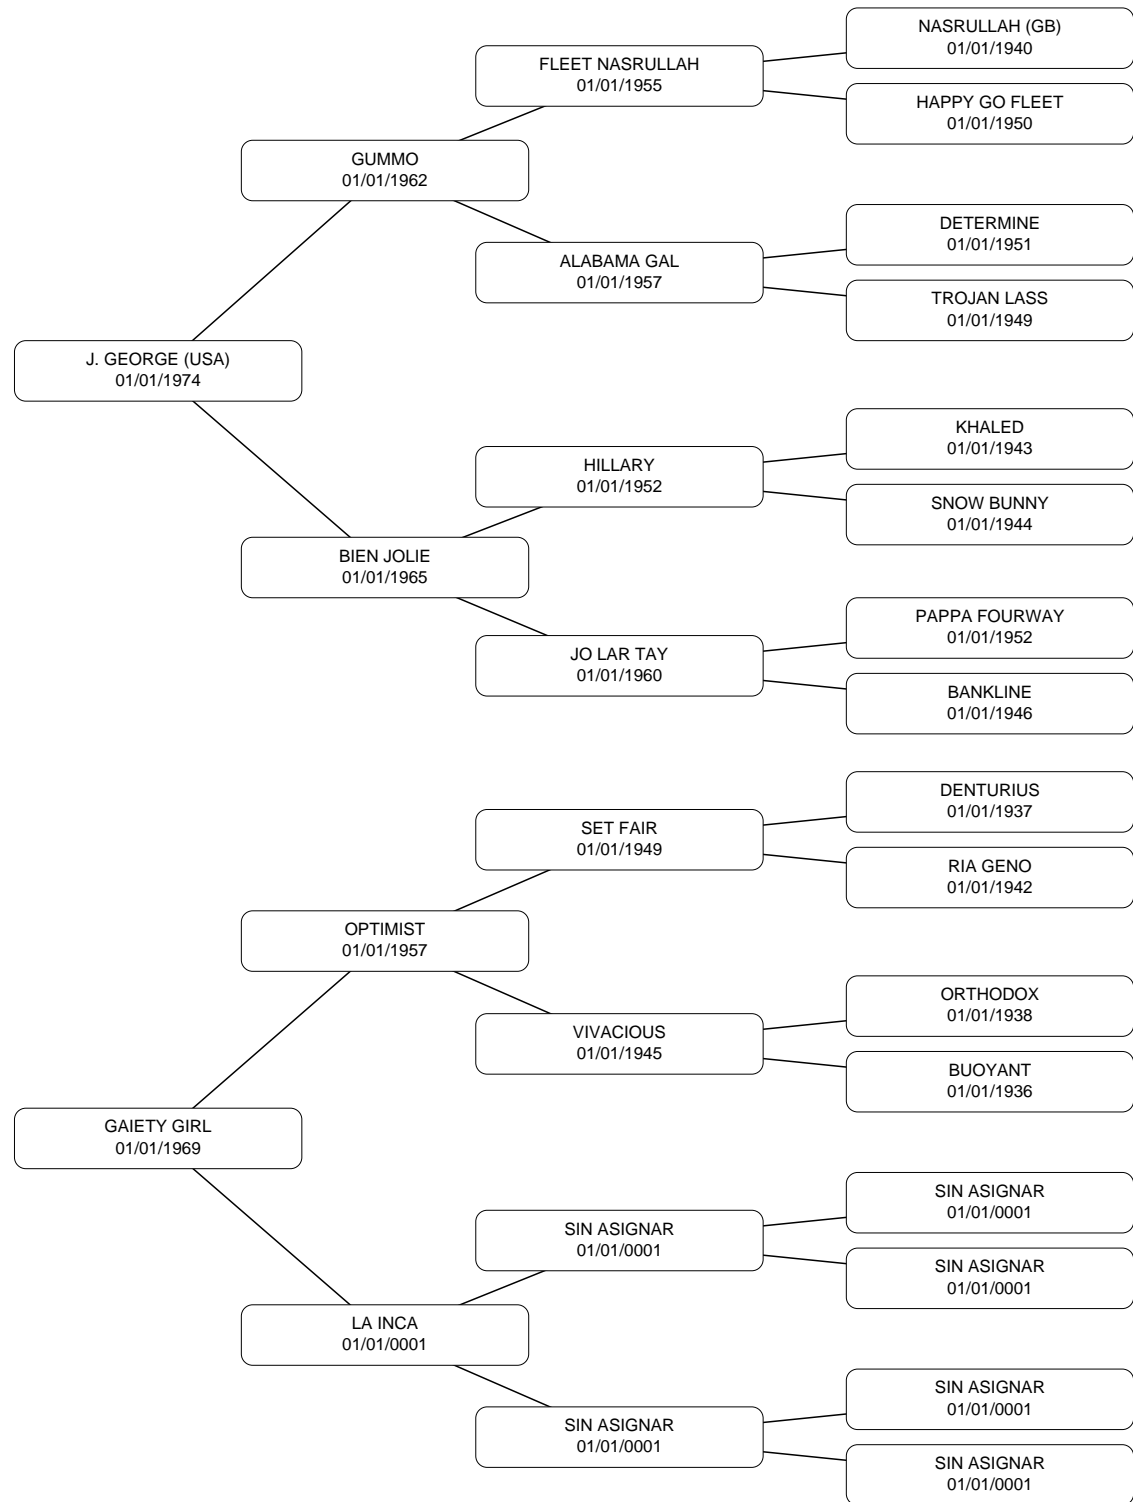 NASRULLAH (GB)
01/01/1940
FLEET NASRULLAH
01/01/1955
HAPPY GO FLEET
01/01/1950
GUMMO
01/01/1962
DETERMINE
01/01/1951
ALABAMA GAL
01/01/1957
TROJAN LASS
01/01/1949
J. GEORGE (USA)
01/01/1974
KHALED
01/01/1943
HILLARY
01/01/1952
SNOW BUNNY
01/01/1944
BIEN JOLIE
01/01/1965
PAPPA FOURWAY
01/01/1952
JO LAR TAY
01/01/1960
BANKLINE
01/01/1946
DENTURIUS
01/01/1937
SET FAIR
01/01/1949
RIA GENO
01/01/1942
OPTIMIST
01/01/1957
ORTHODOX
01/01/1938
VIVACIOUS
01/01/1945
BUOYANT
01/01/1936
GAIETY GIRL
01/01/1969
SIN ASIGNAR
01/01/0001
SIN ASIGNAR
01/01/0001
SIN ASIGNAR
01/01/0001
LA INCA
01/01/0001
SIN ASIGNAR
01/01/0001
SIN ASIGNAR
01/01/0001
SIN ASIGNAR
01/01/0001